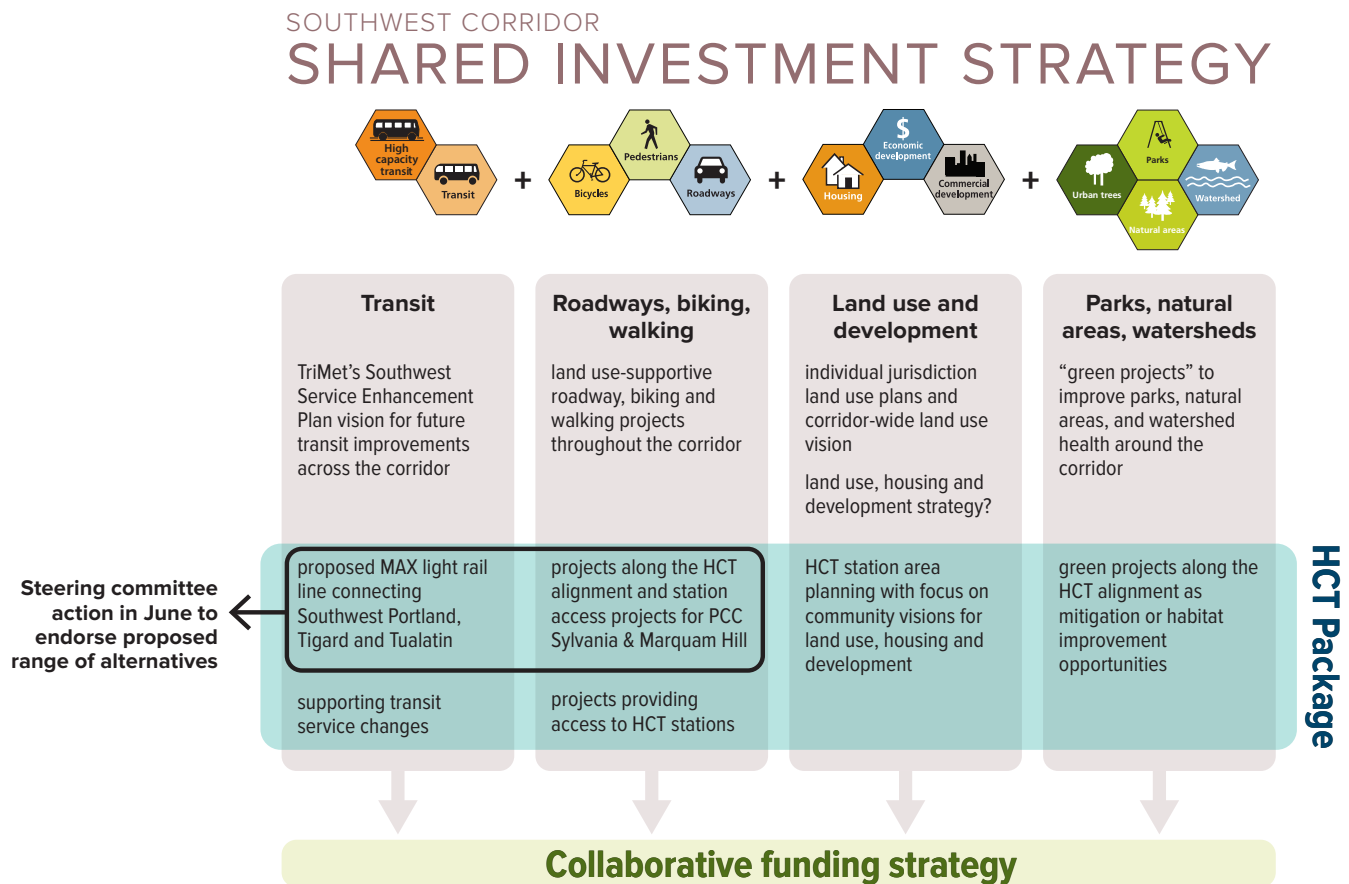 SOUTHWEST CORRIDOR
SHARED INVESTMENT STRATEGY
High
capacity
transit
Transit
+
Bicycles
Pedestrians
Roadways
+
Housing
$
Economic
development
Commercial
development
+
Urban trees
Parks
Natural areas
Watershed
Transit
TriMet’s Southwest
Service Enhancement
Plan vision for future
transit improvements
across the corridor
proposed MAX light rail
line connecting
Southwest Portland,
Tigard and Tualatin
supporting transit
service changes
Roadways, biking,
walking
land use-supportive
roadway, biking and
walking projects
throughout the corridor
projects along the HCT
alignment and station
access projects for PCC
Sylvania & Marquam Hill
projects providing
access to HCT stations
Land use and
development
individual jurisdiction
land use plans and
corridor-wide land use
vision
land use, housing and
development strategy?
HCT station area
planning with focus on
community visions for
land use, housing and
development
Parks, natural
areas, watersheds
“green projects” to
improve parks, natural
areas, and watershed
health around the
corridor
green projects along the
HCT alignment as
mitigation or habitat
improvement
opportunities
Steering committee
action in June to
endorse proposed
range of alternatives
HCT Package
Collaborative funding strategy